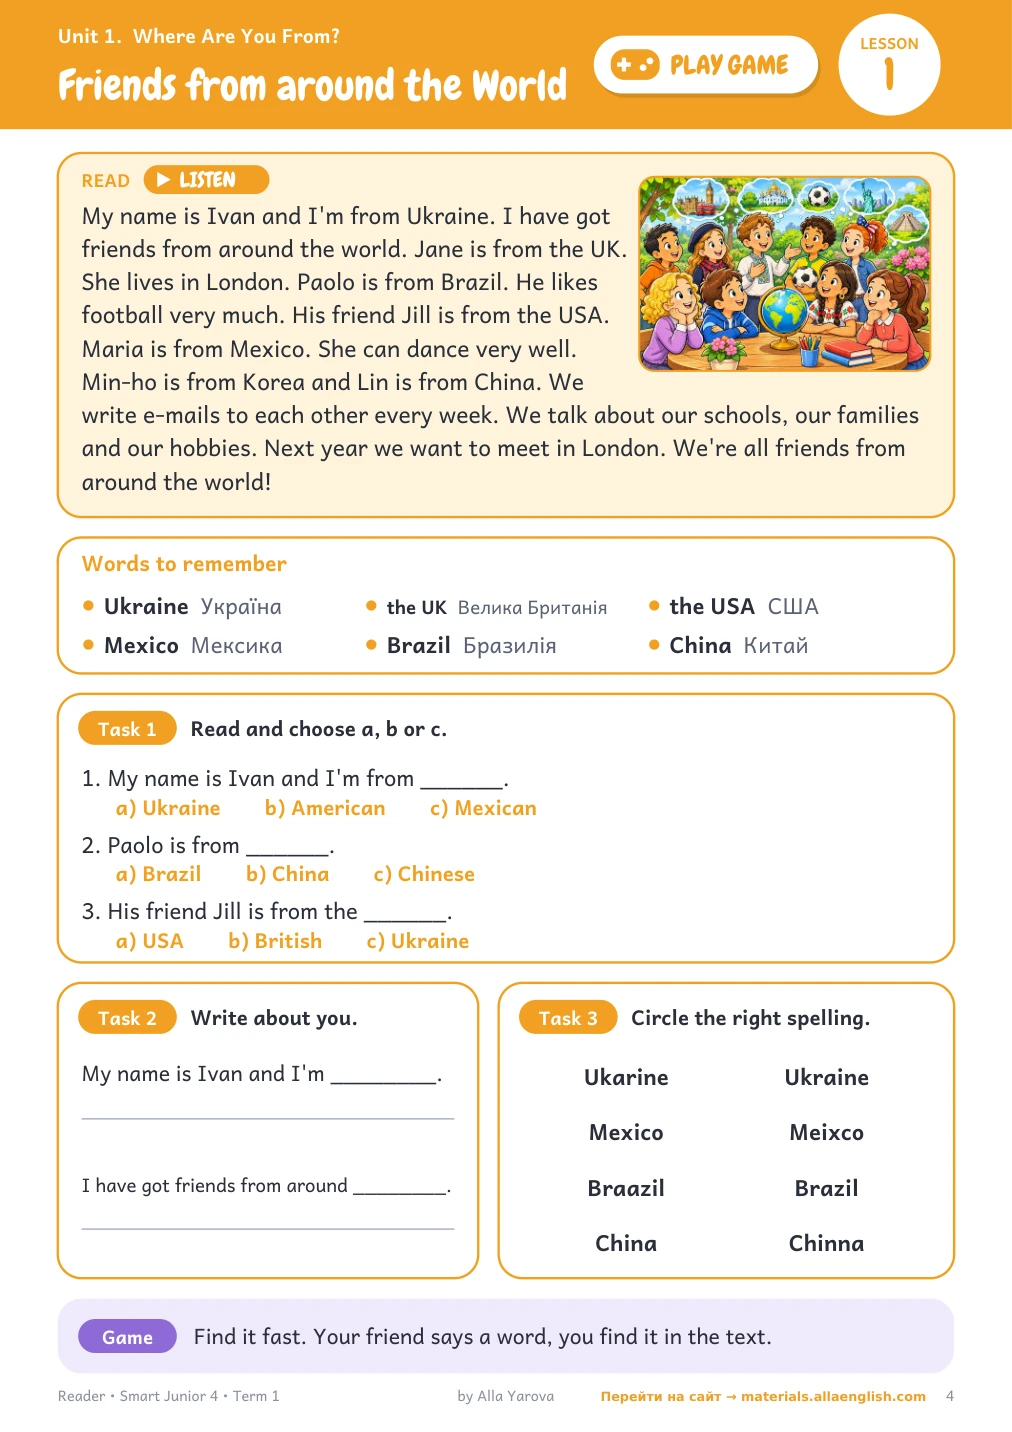 Unit 1. Where Are You From?
Friends from around the World
PLAY GAME
LESSON
1
READ
LISTEN
My name is Ivan and I'm from Ukraine. I have got
friends from around the world. Jane is from the UK.
She lives in London. Paolo is from Brazil. He likes
football very much. His friend Jill is from the USA.
Maria is from Mexico. She can dance very well.
Min-ho is from Korea and Lin is from China. We
write e-mails to each other every week. We talk about our schools, our families
and our hobbies. Next year we want to meet in London. We're all friends from
around the world!
Words to remember
Ukraine Україна
the UK Велика Британія
the USA США
Mexico Мексика
Brazil Бразилія
China Китай
Task 1 Read and choose a, b or c.
1. My name is Ivan and I'm from ______.
a) Ukraine b) American c) Mexican
2. Paolo is from ______.
a) Brazil b) China c) Chinese
3. His friend Jill is from the ______.
a) USA b) British c) Ukraine
Task 2 Write about you.
My name is Ivan and I'm ________.
I have got friends from around ________.
Task 3 Circle the right spelling.
Ukarine Ukraine
Mexico Meixco
Braazil Brazil
China Chinna
Game Find it fast. Your friend says a word, you find it in the text.
Reader • Smart Junior 4 • Term 1
by Alla Yarova
Перейти на сайт → materials.allaenglish.com
4